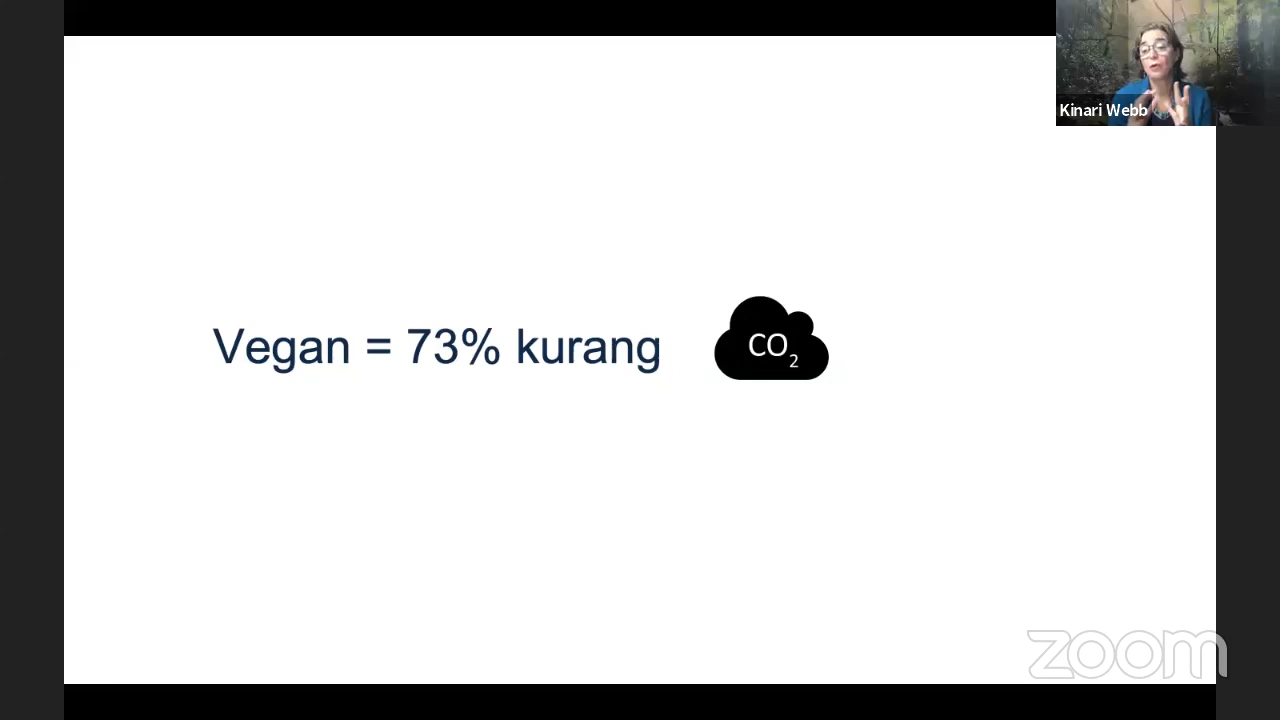 Kinari Webb
Vegan = 73% kurang
CO₂
zoom